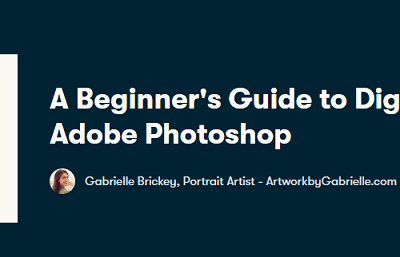 A Beginner's Guide to Dig
Adobe Photoshop
Gabrielle Brickey, Portrait Artist - ArtworkbyGabrielle.com